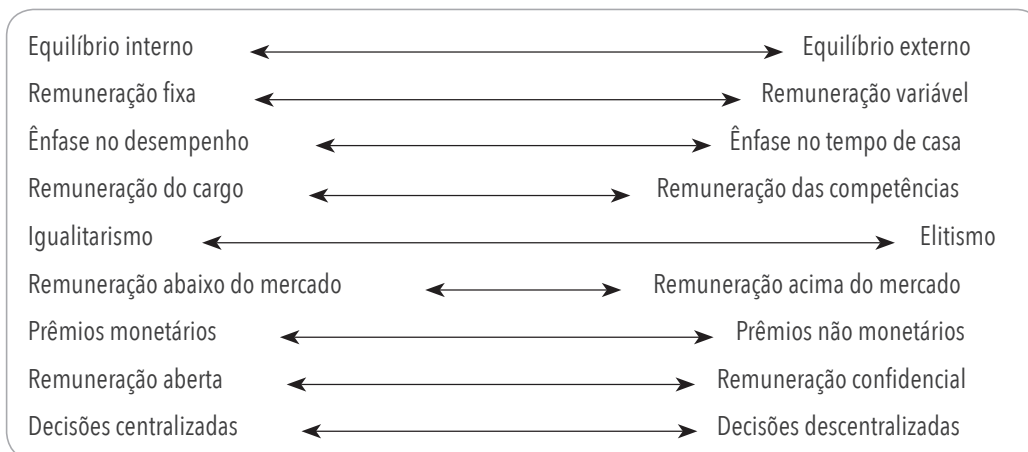 Equilíbrio interno Equilíbrio externo
Remuneração fixa Remuneração variável
Ênfase no desempenho Ênfase no tempo de casa
Remuneração do cargo Remuneração das competências
Igualitarismo Elitismo
Remuneração abaixo do mercado Remuneração acima do mercado
Prêmios monetários Prêmios não monetários
Remuneração aberta Remuneração confidencial
Decisões centralizadas Decisões descentralizadas